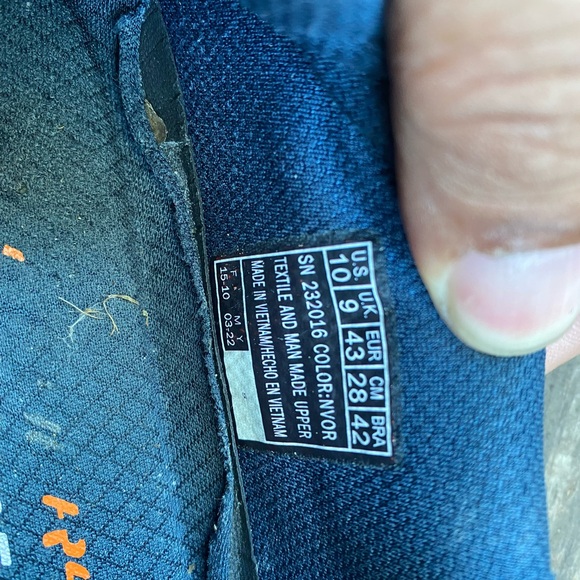 U.S. U.K. EUR CM BRA
10 9 43 28 42
SN 232016 COLOR:NVOR
TEXTILE AND MAN MADE UPPER
MADE IN VIETNAM/HECHO EN VIETNAM
F. M Y
15-10 03-22